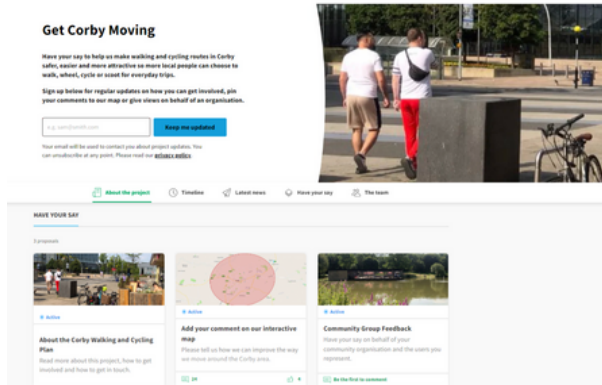 Get Corby Moving
Have your say to help us make walking and cycling routes in Corby
safer, easier and more attractive so more local people can choose to
walk, wheel, cycle or scoot for everyday trips.
Sign up below for regular updates on how you can get involved, pin
your comments to our map or give views on behalf of an organisation.
e.g. user@email.com
Keep me updated
Your email will be used to contact you about project updates. You
can unsubscribe at any point. Please read our privacy policy.
About the project
Timeline
Latest news
Have your say
The team
HAVE YOUR SAY
3 proposals
Active
About the Corby Walking and Cycling
Plan
Read more about this project, how to get
involved and how to get in touch.
Active
Add your comment on our interactive
map
Please tell us how we can improve the way
we move around the Corby area.
Active
Community Group Feedback
Have your say on behalf of your
community organisation and the users you
represent.
Be the first to comment